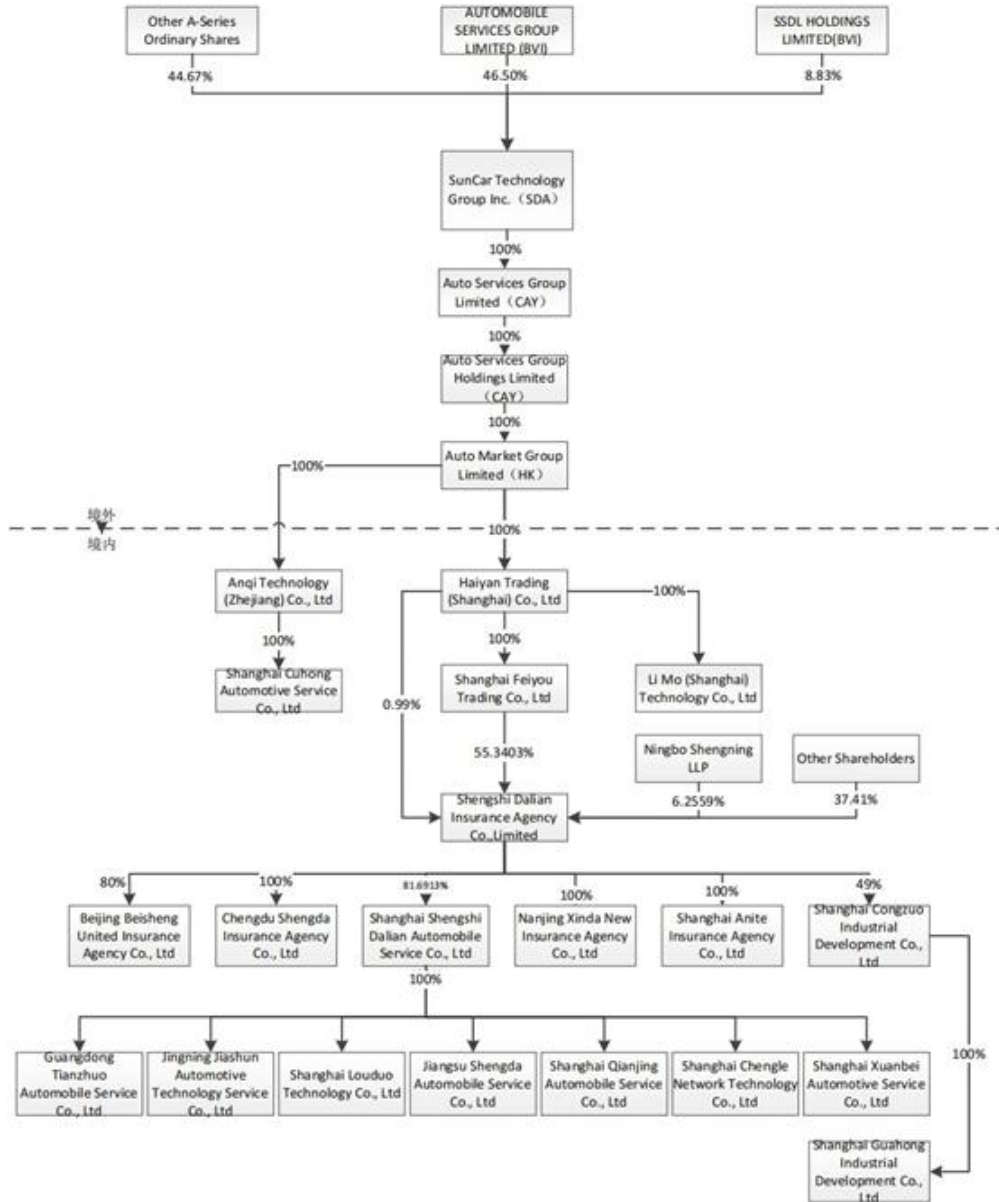 Other A-Series
Ordinary Shares
AUTOMOBILE
SERVICES GROUP
LIMITED (BVI)
SSDL HOLDINGS
LIMITED(BVI)
44.67%
46.50%
8.83%
SunCar Technology
Group Inc.（SDA）
100%
Auto Services Group
Limited（CAY）
100%
Auto Services Group
Holdings Limited
（CAY）
100%
Auto Market Group
Limited（HK）
100%
境外
100%
境内
Anqi Technology
(Zhejiang) Co., Ltd
Haiyan Trading
(Shanghai) Co., Ltd
100%
100%
100%
Shanghai Cuhong
Automotive Service
Co., Ltd
0.99%
Shanghai Feiyou
Trading Co., Ltd
Li Mo (Shanghai)
Technology Co., Ltd
55.3403%
Ningbo Shengning
LLP
Other Shareholders
6.2559%
37.41%
Shengshi Dalian
Insurance Agency
Co.,Limited
80%
100%
81.6913%
100%
100%
49%
Beijing Beisheng
United Insurance
Agency Co., Ltd
Chengdu Shengda
Insurance Agency
Co., Ltd
Shanghai Shengshi
Dalian Automobile
Service Co., Ltd
Nanjing Xinda New
Insurance Agency
Co., Ltd
Shanghai Anite
Insurance Agency
Co., Ltd
Shanghai Congzuo
Industrial
Development Co.,
Ltd
100%
100%
Guangdong
Tianzhuo
Automobile Service
Co., Ltd
Jingning Jiashun
Automotive
Technology Service
Co., Ltd
Shanghai Louduo
Technology Co., Ltd
Jiangsu Shengda
Automobile Service
Co., Ltd
Shanghai Qianjing
Automobile Service
Co., Ltd
Shanghai Chengle
Network Technology
Co., Ltd
Shanghai Xuanbei
Automotive Service
Co., Ltd
Shanghai Guahong
Industrial
Development Co.,
Ltd